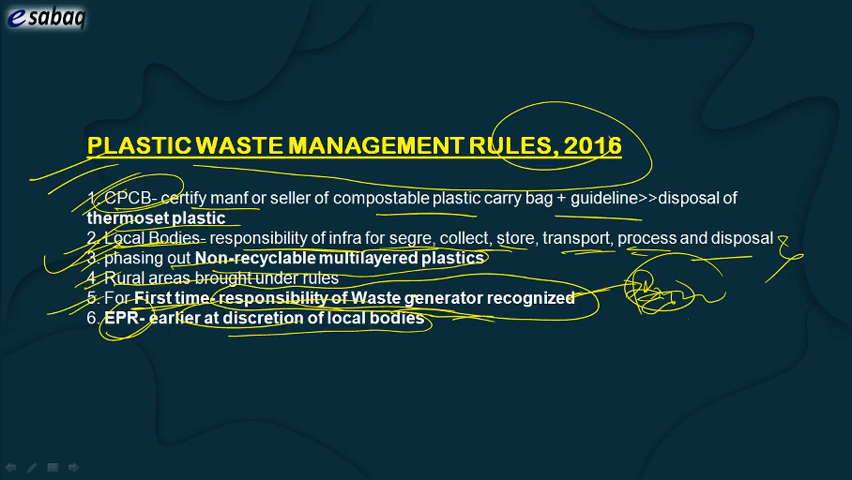 esabaq
PLASTIC WASTE MANAGEMENT RULES, 2016
1. CPCB- certify manf or seller of compostable plastic carry bag + guideline>>disposal of
thermoset plastic
2. Local Bodies- responsibility of infra for segre, collect, store, transport, process and disposal
3. phasing out Non-recyclable multilayered plastics
4. Rural areas brought under rules
5. For First time- responsibility of Waste generator recognized
6. EPR- earlier at discretion of local bodies